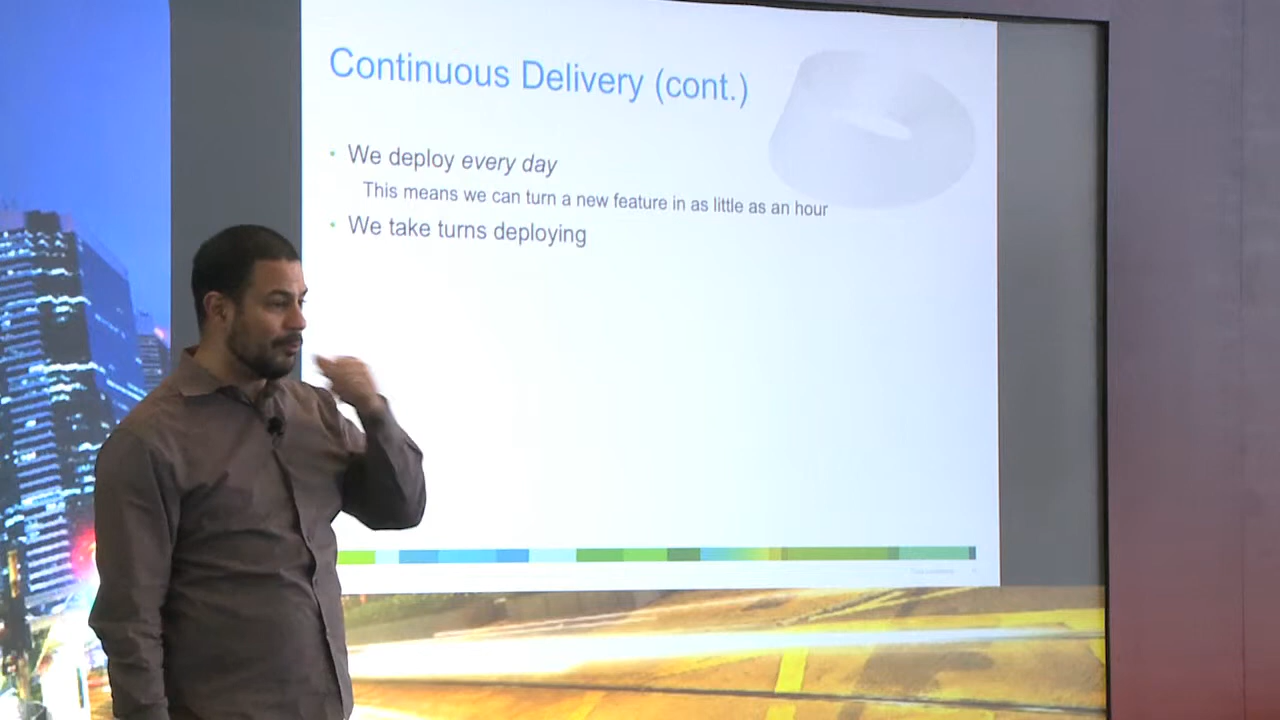 Continuous Delivery (cont.)
• We deploy every day
This means we can turn a new feature in as little as an hour
• We take turns deploying